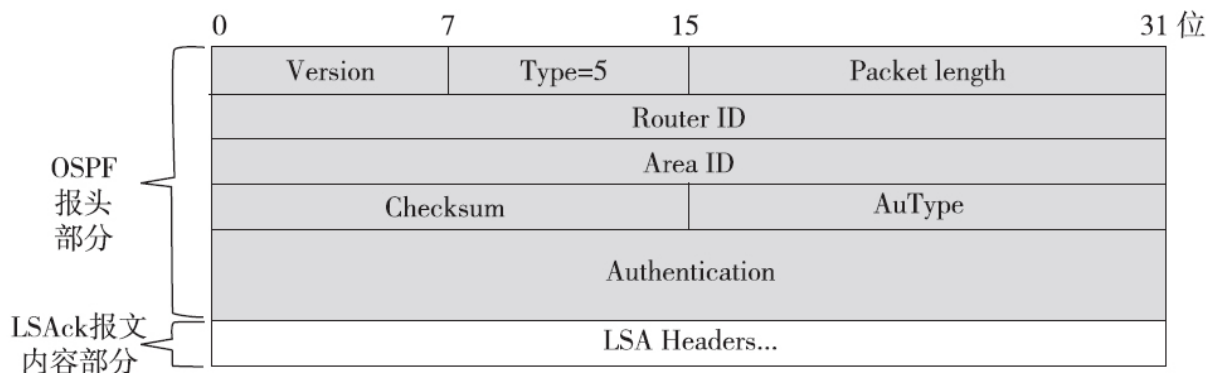 0 7 15 31 位
Version Type=5 Packet length
Router ID
Area ID
Checksum AuType
Authentication
LSA Headers...
OSPF
报头
部分
LSAck报文
内容部分